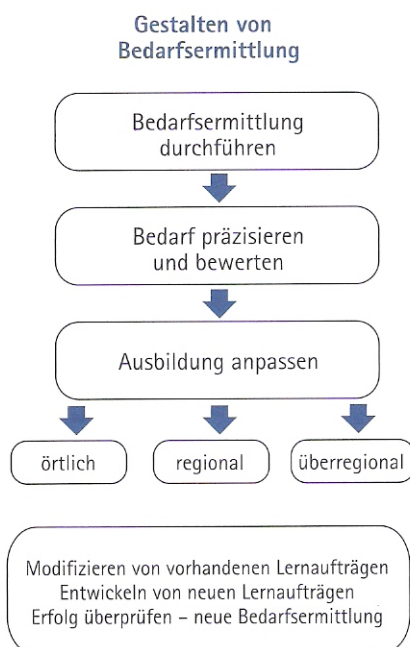 Gestalten von
Bedarfsermittlung
Bedarfsermittlung
durchführen
Bedarf präzisieren
und bewerten
Ausbildung anpassen
örtlich
regional
überregional
Modifizieren von vorhandenen Lernaufträgen
Entwickeln von neuen Lernaufträgen
Erfolg überprüfen – neue Bedarfsermittlung